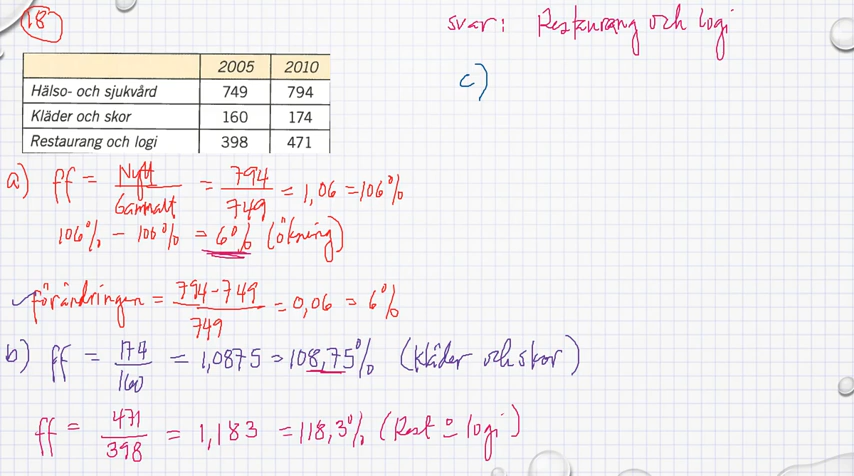 18
2005 2010
Hälso- och sjukvård 749 794
Kläder och skor 160 174
Restaurang och logi 398 471
a) ff = Nytt/Gammalt = 794/749 = 1,06 = 106%
106% - 100% = 6% (ökning)
förändringen = 794-749/749 = 0,06 = 6%
b) ff = 174/160 = 1,0875 = 108,75% (Kläder och skor)
ff = 471/398 = 1,183 = 118,3% (Rest o logi)
svar: Restaurang och logi
c)